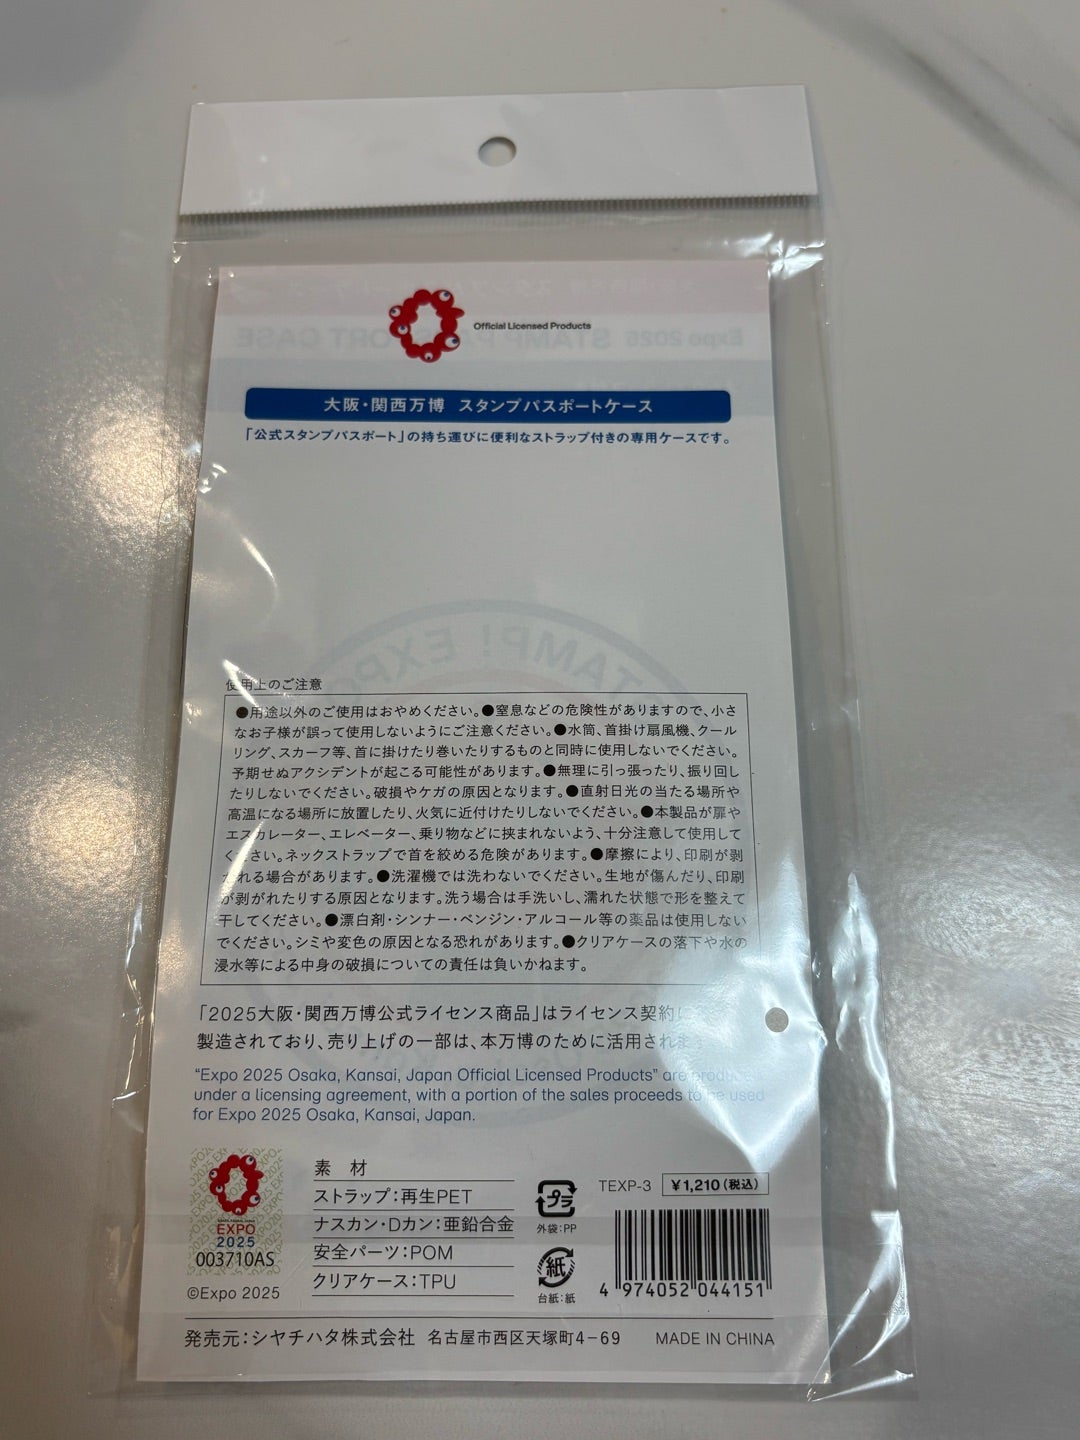 Official Licensed Products
Expo 2025 STAMP PASSPORT CASE
大阪・関西万博 スタンプパスポートケース
「公式スタンプパスポート」の持ち運びに便利なストラップ付きの専用ケースです。
STAMP! EXPO
使用上のご注意
●用途以外のご使用はおやめください。●窒息などの危険性がありますので、小さ
なお子様が誤って使用しないようにご注意ください。●水筒、首掛け扇風機、クール
リング、スカーフ等、首に掛けたり巻いたりするものと同時に使用しないでください。
予期せぬアクシデントが起こる可能性があります。●無理に引っ張ったり、振り回し
たりしないでください。破損やケガの原因となります。●直射日光の当たる場所や
高温になる場所に放置したり、火気に近付けたりしないでください。●本製品が扉や
エスカレーター、エレベーター、乗り物などに挟まれないよう、十分注意して使用して
ください。ネックストラップで首を絞める危険があります。●摩擦により、印刷が剥
がれる場合があります。●洗濯機では洗わないでください。生地が傷んだり、印刷
が剥がれたりする原因となります。洗う場合は手洗いし、濡れた状態で形を整えて
干してください。●漂白剤・シンナー・ベンジン・アルコール等の薬品は使用しない
でください。シミや変色の原因となる恐れがあります。●クリアケースの落下や水の
浸水等による中身の破損についての責任は負いかねます。
「2025大阪・関西万博公式ライセンス商品」はライセンス契約に
製造されており、売り上げの一部は、本万博のために活用されます
“Expo 2025 Osaka, Kansai, Japan Official Licensed Products” are produced
under a licensing agreement, with a portion of the sales proceeds to be used
for Expo 2025 Osaka, Kansai, Japan.
EXPO
2025
003710AS
©Expo 2025
素 材
ストラップ：再生PET
ナスカン・Dカン：亜鉛合金
安全パーツ：POM
クリアケース：TPU
プラ
外袋：PP
紙
台紙：紙
TEXP-3 ¥1,210（税込）
4 974052 044151
発売元：シヤチハタ株式会社 名古屋市西区天塚町4-69 MADE IN CHINA